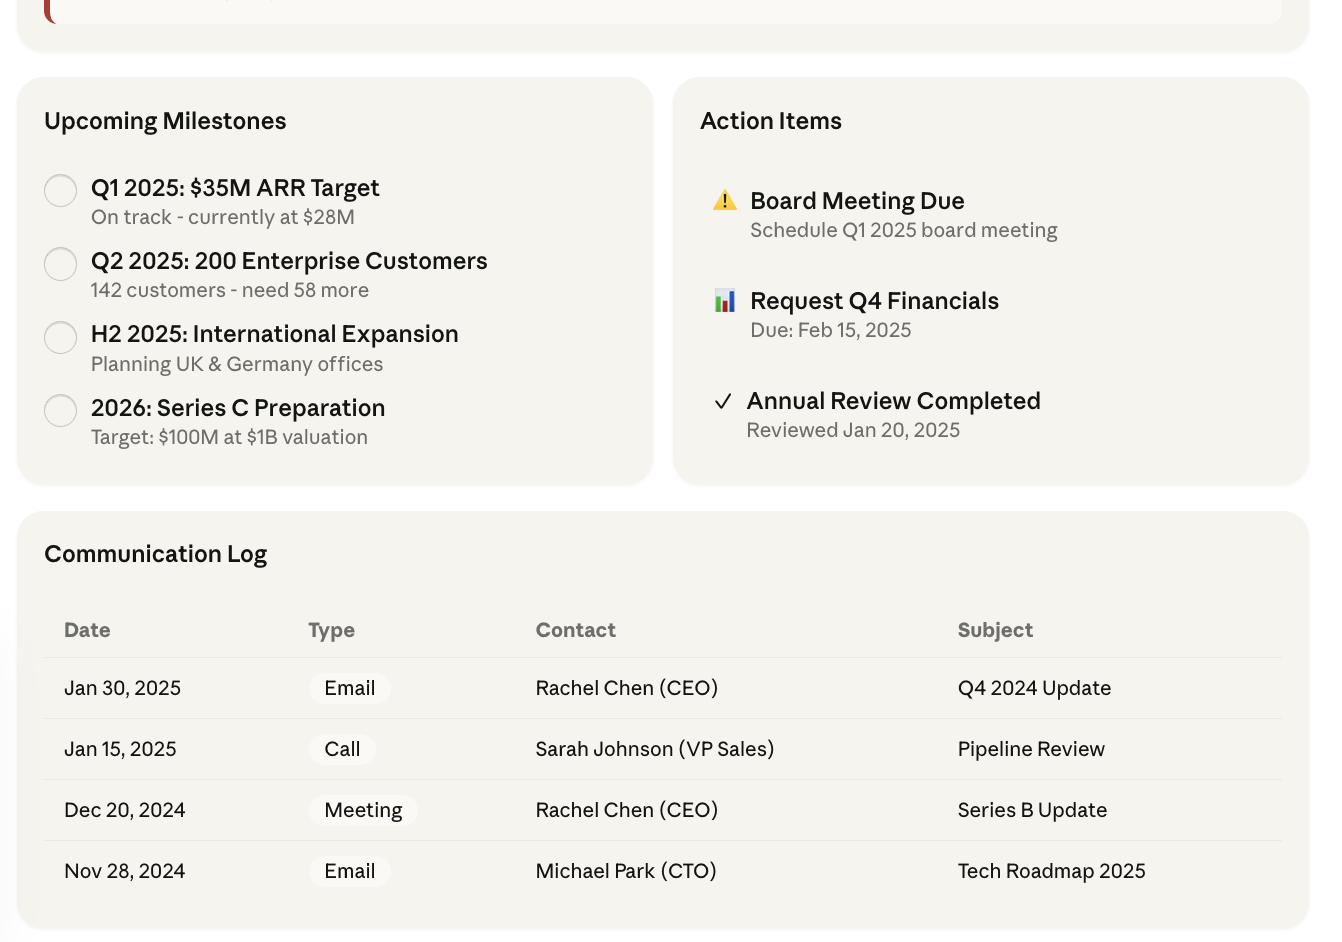 Upcoming Milestones
Q1 2025: $35M ARR Target
On track - currently at $28M
Q2 2025: 200 Enterprise Customers
142 customers - need 58 more
H2 2025: International Expansion
Planning UK & Germany offices
2026: Series C Preparation
Target: $100M at $1B valuation
Action Items
Board Meeting Due
Schedule Q1 2025 board meeting
Request Q4 Financials
Due: Feb 15, 2025
Annual Review Completed
Reviewed Jan 20, 2025
Communication Log
Date Type Contact Subject
Jan 30, 2025 Email Rachel Chen (CEO) Q4 2024 Update
Jan 15, 2025 Call Sarah Johnson (VP Sales) Pipeline Review
Dec 20, 2024 Meeting Rachel Chen (CEO) Series B Update
Nov 28, 2024 Email Michael Park (CTO) Tech Roadmap 2025